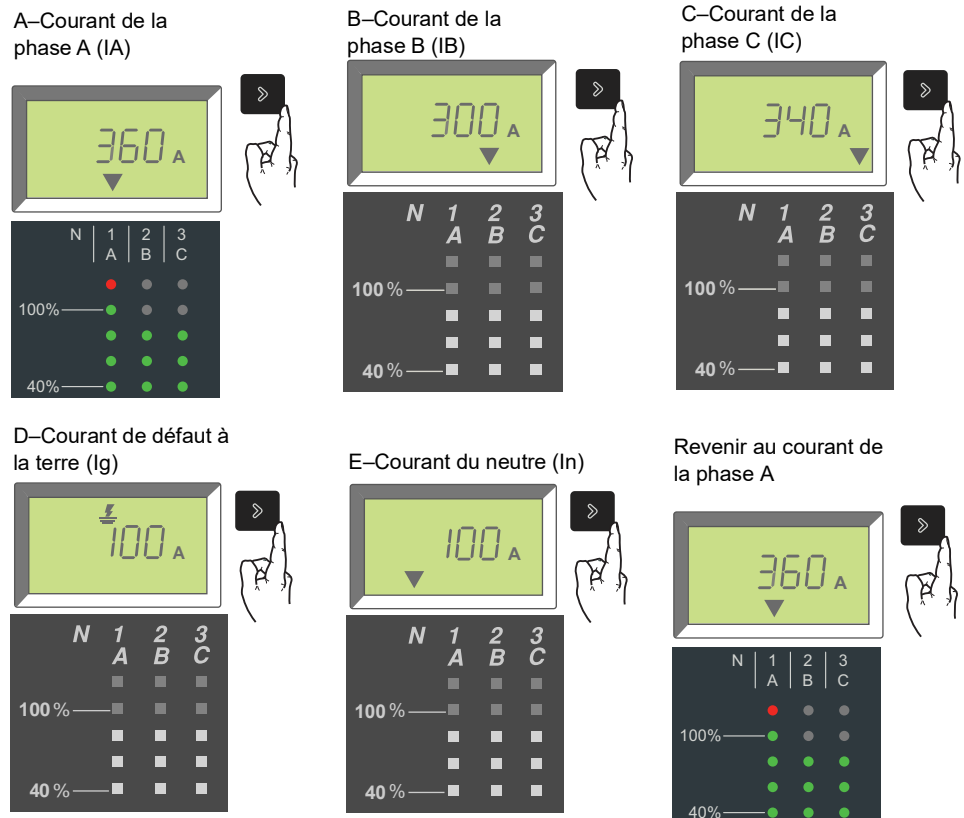 A–Courant de la
phase A (IA)
360 A
N 1 2 3
A B C
100%
40%
B–Courant de la
phase B (IB)
300 A
N 1 2 3
A B C
100 %
40 %
C–Courant de la
phase C (IC)
340 A
N 1 2 3
A B C
100 %
40 %
D–Courant de défaut à
la terre (Ig)
100 A
N 1 2 3
A B C
100 %
40 %
E–Courant du neutre (In)
100 A
N 1 2 3
A B C
100 %
40 %
Revenir au courant de
la phase A
360 A
N 1 2 3
A B C
100%
40%